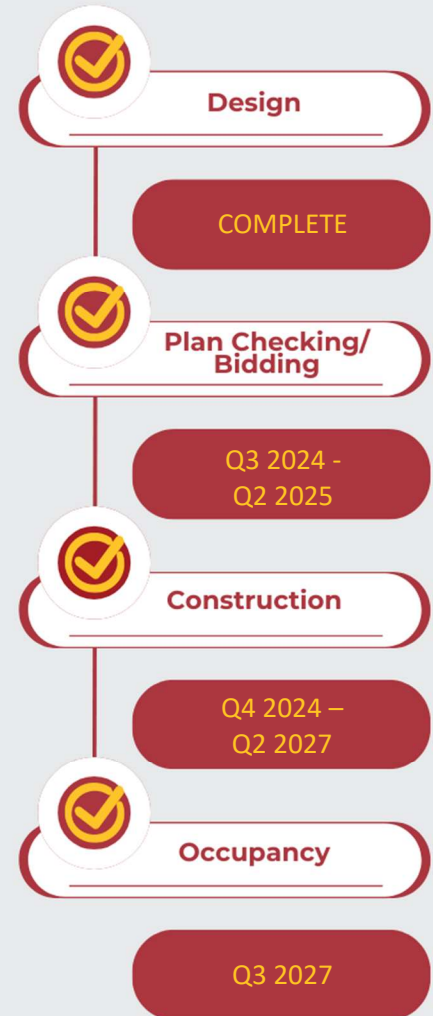 Design
COMPLETE
Plan Checking/
Bidding
Q3 2024 -
Q2 2025
Construction
Q4 2024 –
Q2 2027
Occupancy
Q3 2027